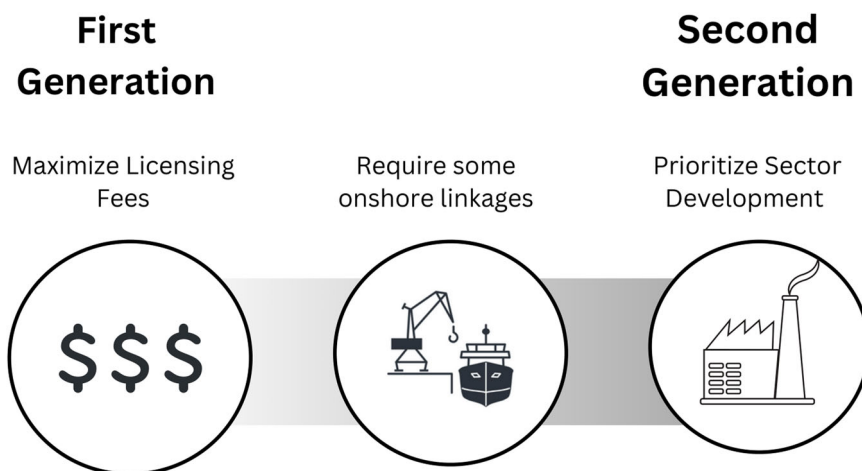 First
Generation
Second
Generation
Maximize Licensing
Fees
Require some
onshore linkages
Prioritize Sector
Development
$$$